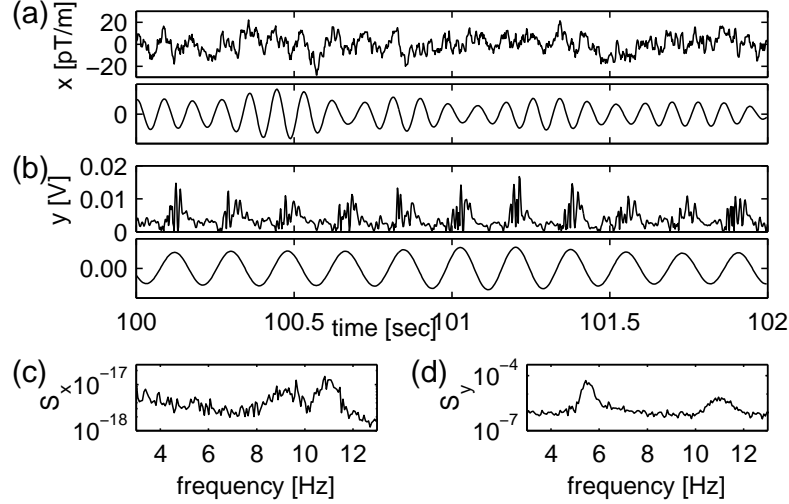 (a)
x [pT/m]
20
0
−20
0
(b)
y [V]
0.02
0.01
0
0.00
100 100.5 101 101.5 102
time [sec]
(c)
S_x
10^−17
10^−18
4 6 8 10 12
frequency [Hz]
(d)
S_y
10^−4
10^−7
4 6 8 10 12
frequency [Hz]